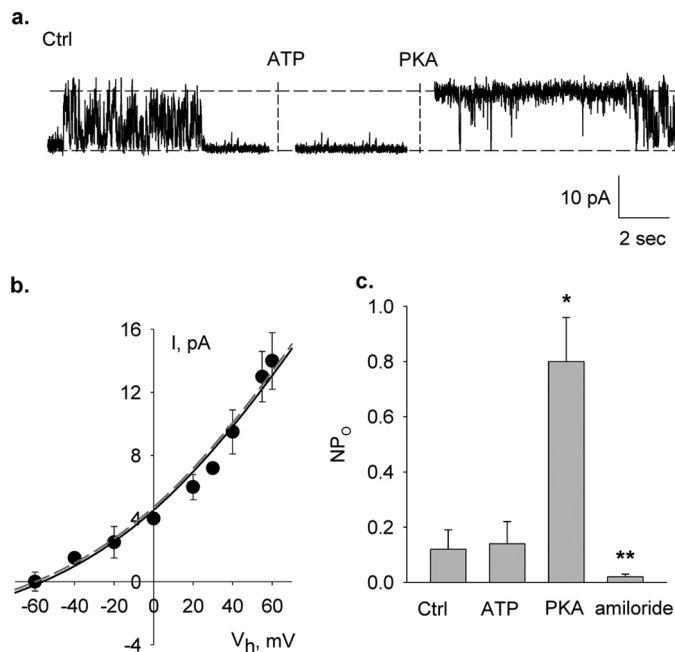 a.
Ctrl
ATP
PKA
10 pA
2 sec
b.
I, pA
16
12
8
4
0
-4
-60 -40 -20 0 20 40 60
Vh, mV
c.
NPO
1.0
0.8
0.6
0.4
0.2
0.0
*
**
Ctrl ATP PKA amiloride